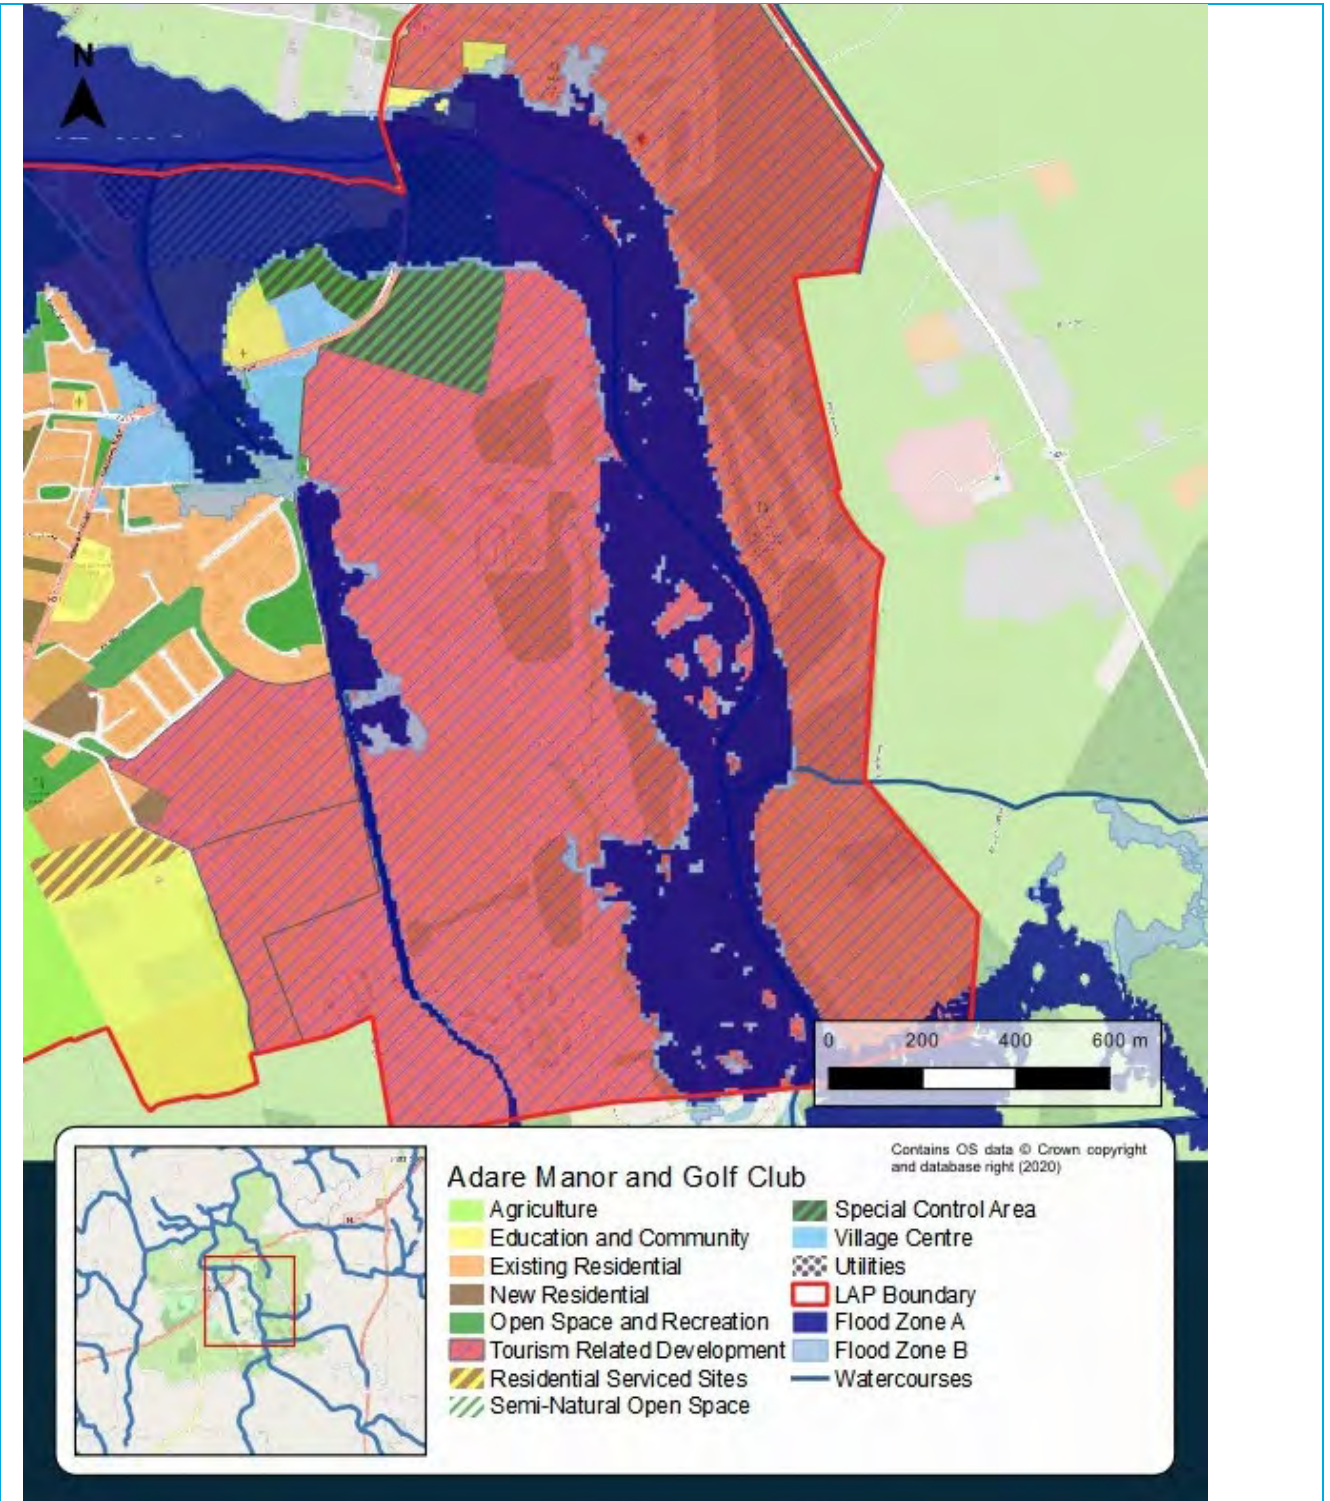 N
0 200 400 600 m
Contains OS data © Crown copyright
and database right (2020)
Adare Manor and Golf Club
Agriculture
Education and Community
Existing Residential
New Residential
Open Space and Recreation
Tourism Related Development
Residential Serviced Sites
Semi-Natural Open Space
Special Control Area
Village Centre
Utilities
LAP Boundary
Flood Zone A
Flood Zone B
Watercourses